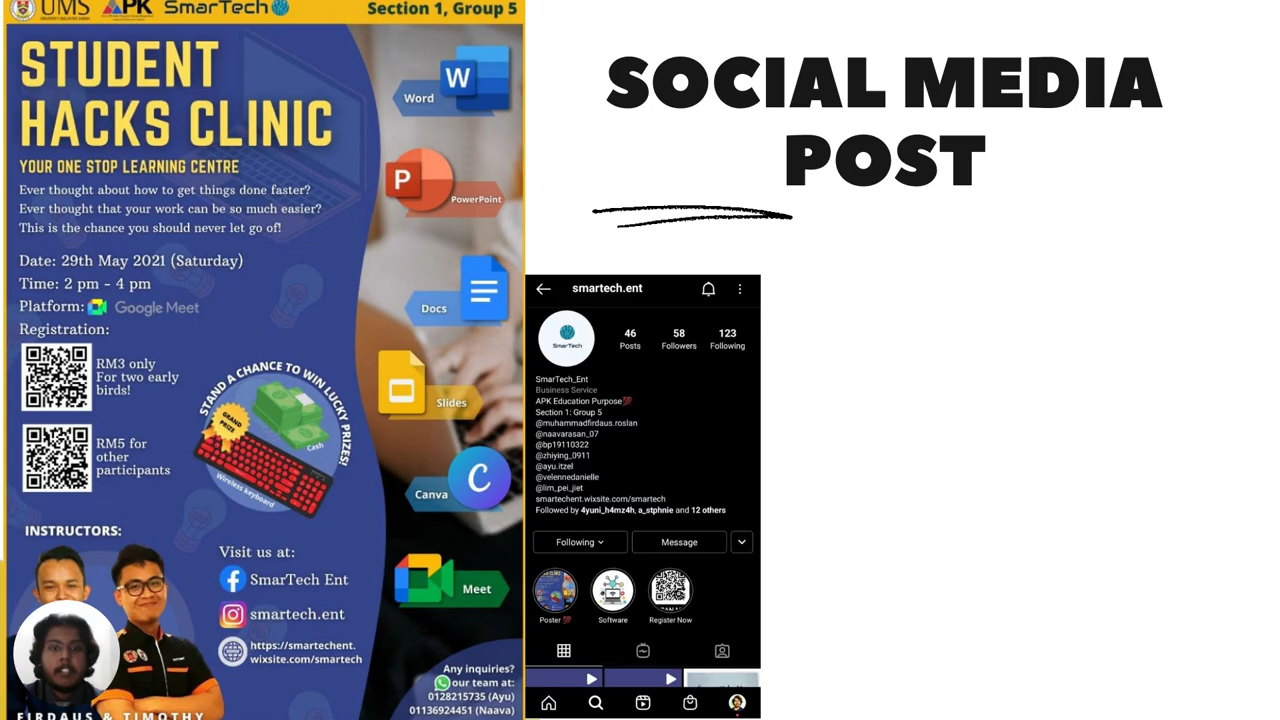 UMS
UNIVERSITI MALAYSIA SABAH
APK
SmarTech
Section 1, Group 5
STUDENT
HACKS CLINIC
YOUR ONE STOP LEARNING CENTRE
Ever thought about how to get things done faster?
Ever thought that your work can be so much easier?
This is the chance you should never let go of!
Date: 29th May 2021 (Saturday)
Time: 2 pm - 4 pm
Platform: Google Meet
Registration:
RM3 only
For two early
birds!
RM5 for
other
participants
STAND A CHANCE TO WIN LUCKY PRIZES!
GRAND
PRIZE
Cash
Wireless keyboard
W
Word
P
PowerPoint
Docs
Slides
C
Canva
Meet
INSTRUCTORS:
FIRDAUS & TIMOTHY
Visit us at:
SmarTech Ent
smartech.ent
https://smartechent.
wixsite.com/smartech
Any inquiries?
our team at:
0128215735 (Ayu)
01136924451 (Naava)
SOCIAL MEDIA
POST
smartech.ent
SmarTech
46
Posts
58
Followers
123
Following
SmarTech_Ent
Business Service
APK Education Purpose💯
Section 1: Group 5
@muhammadfirdaus.roslan
@naavarasan_07
@bp19110322
@zhiying_0911
@ayu.itzel
@velennedanielle
@lim_pei_jiet
smartechent.wixsite.com/smartech
Followed by 4yuni_h4mz4h, a_stphnie and 12 others
Following
Message
Poster 💯
Software
Register Now